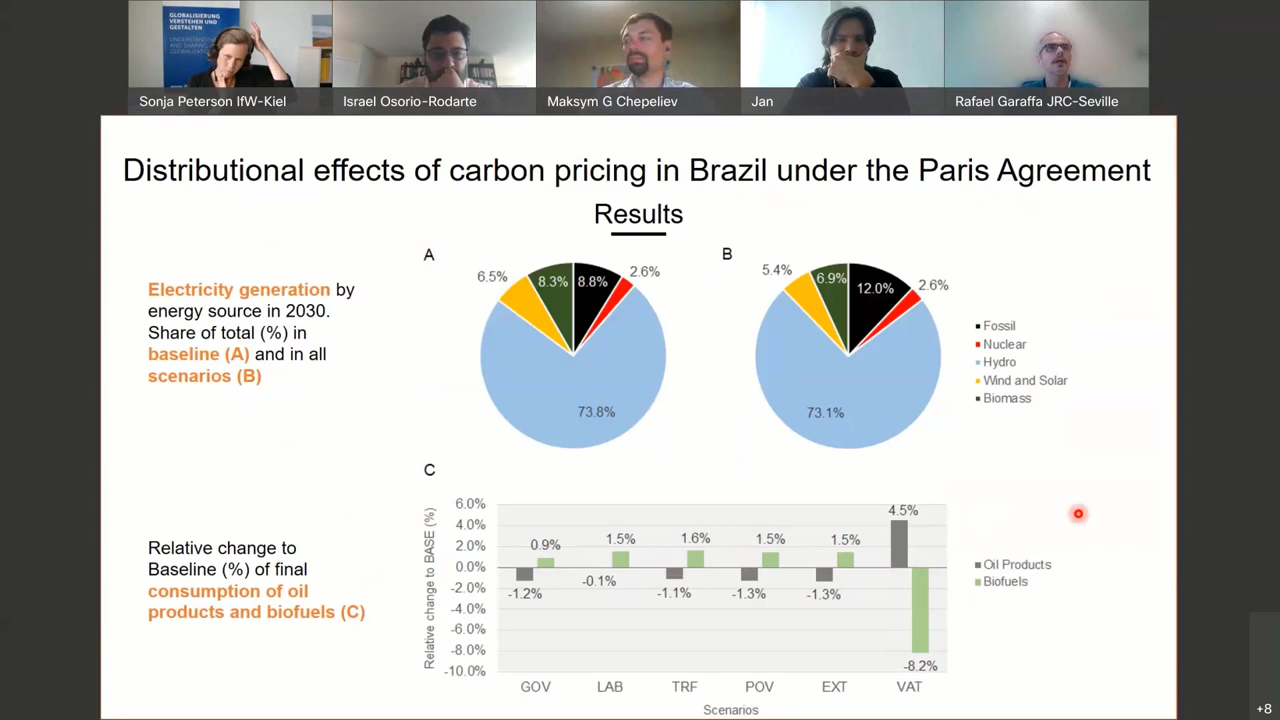 GLOBALISIERUNG
VERSTEHEN UND
GESTALTEN
Sonja Peterson IfW-Kiel
Israel Osorio-Rodarte
Maksym G Chepeliev
Jan
Rafael Garaffa JRC-Seville
Distributional effects of carbon pricing in Brazil under the Paris Agreement
Results
Electricity generation by
energy source in 2030.
Share of total (%) in
baseline (A) and in all
scenarios (B)
A
6.5%
8.3%
8.8%
2.6%
73.8%
B
5.4%
6.9%
12.0%
2.6%
73.1%
Fossil
Nuclear
Hydro
Wind and Solar
Biomass
Relative change to
Baseline (%) of final
consumption of oil
products and biofuels (C)
C
Relative change to BASE (%)
6.0%
4.0%
2.0%
0.0%
-2.0%
-4.0%
-6.0%
-8.0%
-10.0%
0.9%
-1.2%
1.5%
-0.1%
1.6%
-1.1%
1.5%
-1.3%
1.5%
-1.3%
4.5%
-8.2%
GOV
LAB
TRF
POV
EXT
VAT
Scenarios
Oil Products
Biofuels
+8